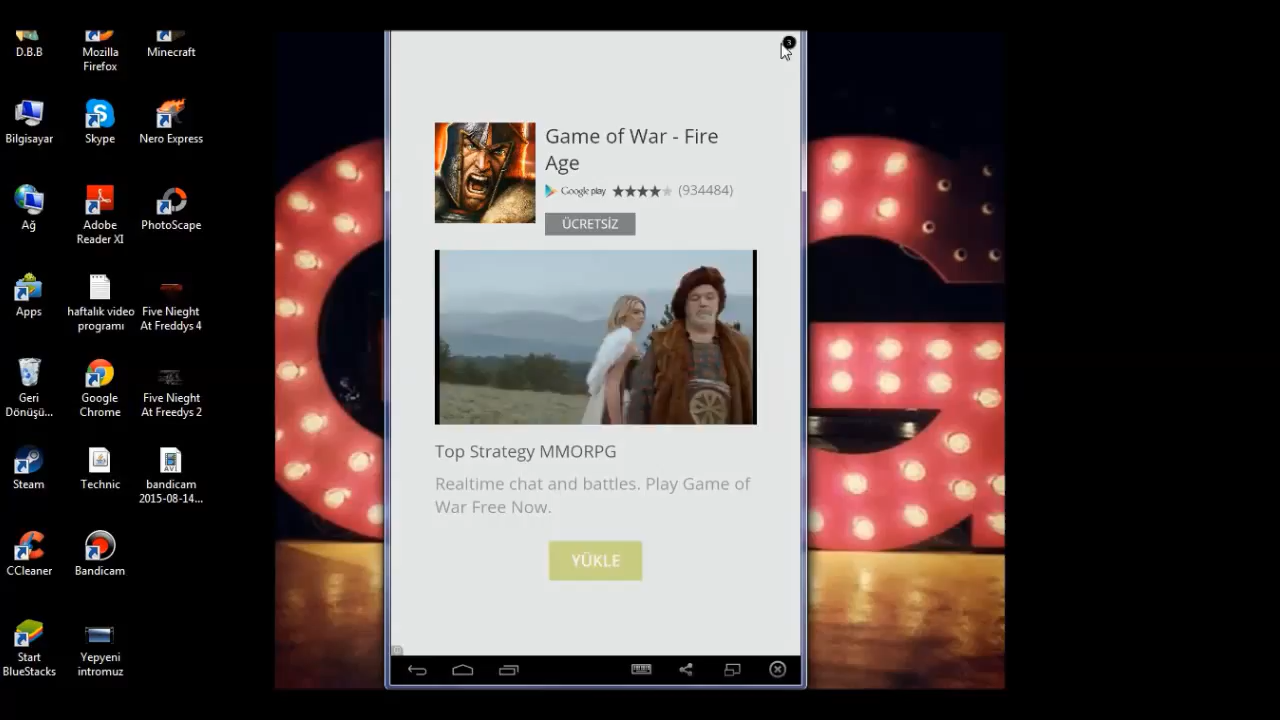 D.B.B
Mozilla
Firefox
Minecraft
Bilgisayar
Skype
Nero Express
Ağ
Adobe
Reader XI
PhotoScape
Apps
haftalık video
programı
Five Nieght
At Freddys 4
Geri
Dönüşü...
Google
Chrome
Five Nieght
At Freedys 2
Steam
Technic
bandicam
2015-08-14...
CCleaner
Bandicam
Start
BlueStacks
Yepyeni
intromuz
3
Game of War - Fire
Age
Google play ★★★★★ (934484)
ÜCRETSİZ
Top Strategy MMORPG
Realtime chat and battles. Play Game of
War Free Now.
YÜKLE